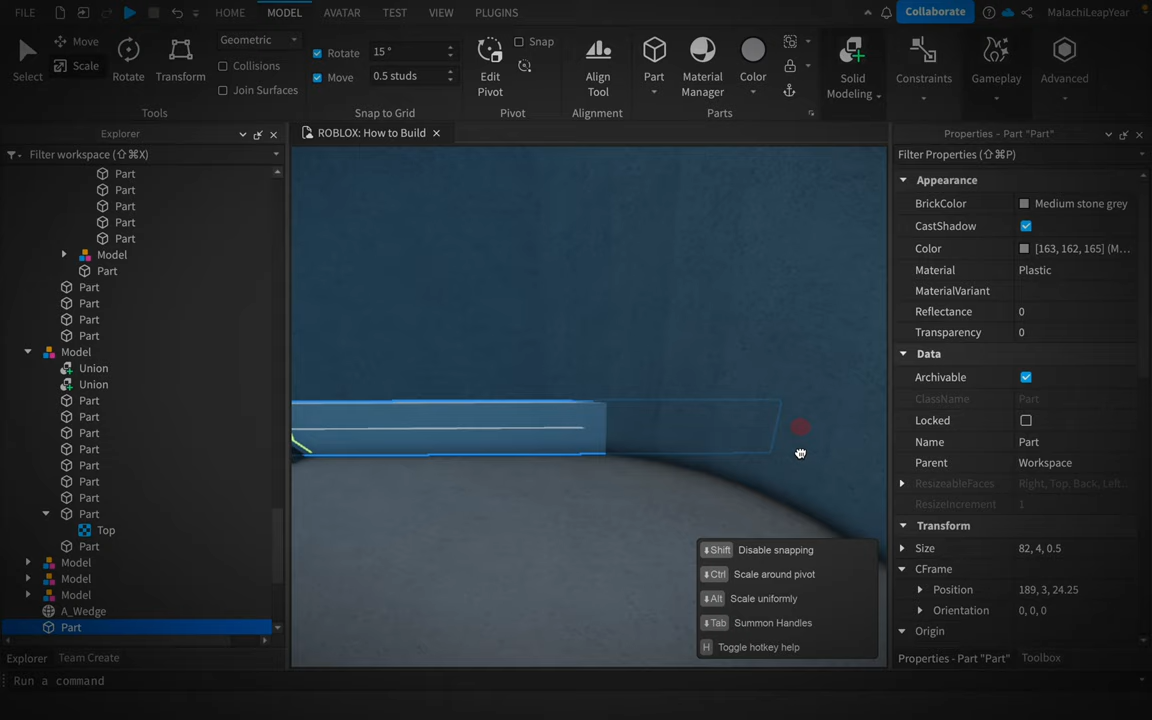 FILE HOME MODEL AVATAR TEST VIEW PLUGINS Collaborate MalachiLeapYear
Select Move Scale Rotate Transform
Geometric
Collisions
Join Surfaces
Tools
Rotate 15 °
Move 0.5 studs
Snap to Grid
Edit Pivot
Snap
Pivot
Align Tool
Alignment
Part
Material Manager
Color
Parts
Solid Modeling
Constraints
Gameplay
Advanced
Explorer
ROBLOX: How to Build
Properties - Part "Part"
Filter workspace (⇧⌘X)
Part
Part
Part
Part
Part
Model
Part
Part
Part
Part
Part
Model
Union
Union
Part
Part
Part
Part
Part
Part
Part
Part
Top
Part
Model
Model
Model
A_Wedge
Part
Explorer Team Create
Shift Disable snapping
Ctrl Scale around pivot
Alt Scale uniformly
Tab Summon Handles
H Toggle hotkey help
Filter Properties (⇧⌘P)
Appearance
BrickColor Medium stone grey
CastShadow
Color [163, 162, 165] (M...
Material Plastic
MaterialVariant
Reflectance 0
Transparency 0
Data
Archivable
ClassName Part
Locked
Name Part
Parent Workspace
ResizeableFaces Right, Top, Back, Left...
ResizeIncrement 1
Transform
Size 82, 4, 0.5
CFrame
Position 189, 3, 24.25
Orientation 0, 0, 0
Origin
Properties - Part "Part" Toolbox
Run a command